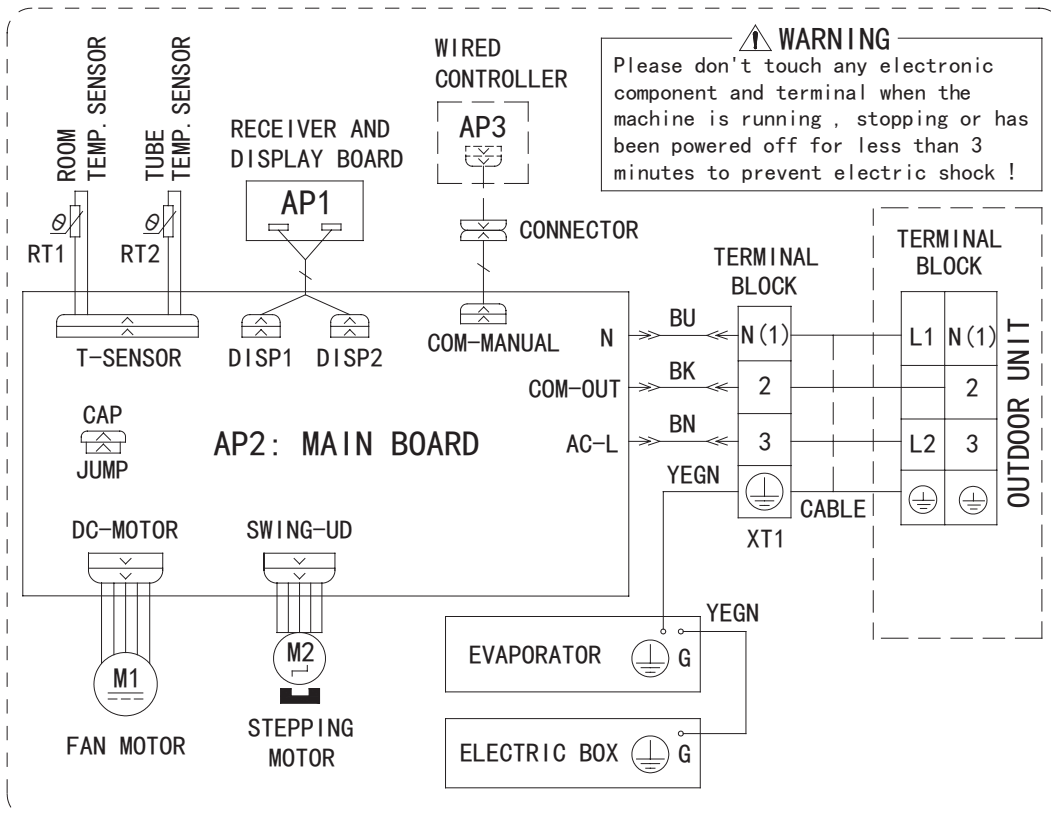 ROOM
TEMP. SENSOR
TUBE
TEMP. SENSOR
RT1
RT2
RECEIVER AND
DISPLAY BOARD
AP1
WIRED
CONTROLLER
AP3
CONNECTOR
WARNING
Please don't touch any electronic
component and terminal when the
machine is running , stopping or has
been powered off for less than 3
minutes to prevent electric shock !
T-SENSOR
DISP1
DISP2
COM-MANUAL
N
COM-OUT
AC-L
CAP
JUMP
AP2: MAIN BOARD
DC-MOTOR
SWING-UD
M1
FAN MOTOR
M2
STEPPING
MOTOR
BU
BK
BN
YEGN
TERMINAL
BLOCK
N(1)
2
3
XT1
CABLE
TERMINAL
BLOCK
L1 N(1)
2
L2 3
OUTDOOR UNIT
YEGN
EVAPORATOR G
ELECTRIC BOX G